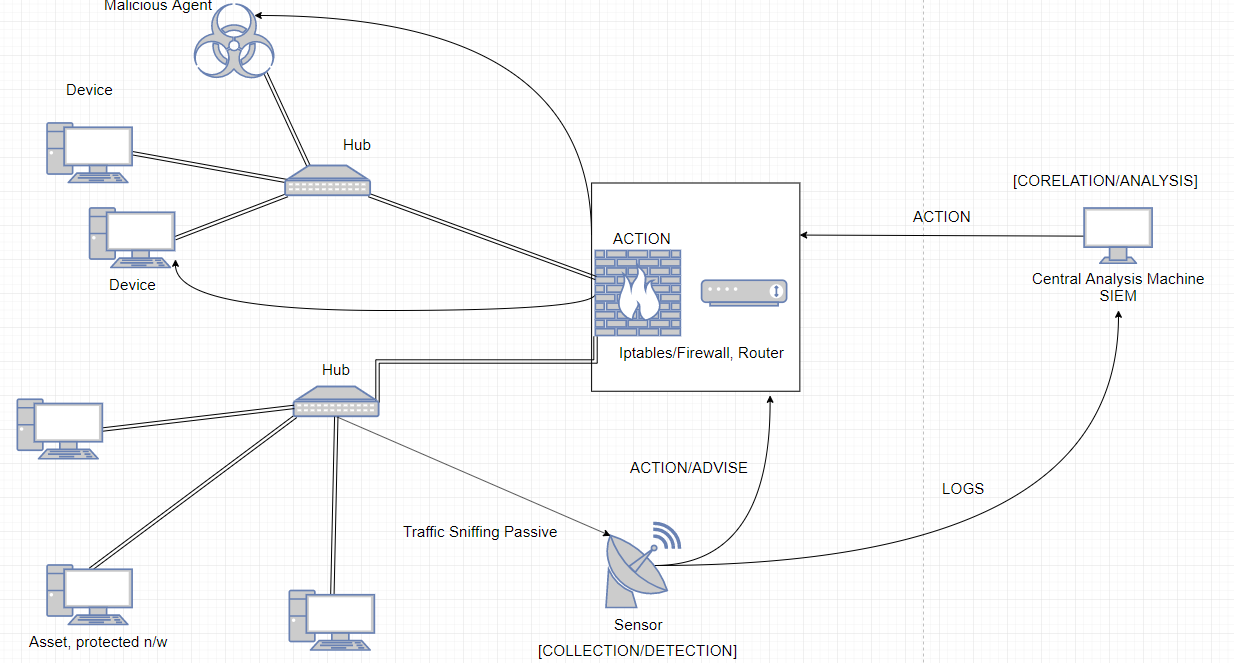 Malicious Agent
Device
Hub
[CORELATION/ANALYSIS]
ACTION
ACTION
Central Analysis Machine
SIEM
Device
Iptables/Firewall, Router
Hub
ACTION/ADVISE
LOGS
Traffic Sniffing Passive
Sensor
Asset, protected n/w
[COLLECTION/DETECTION]